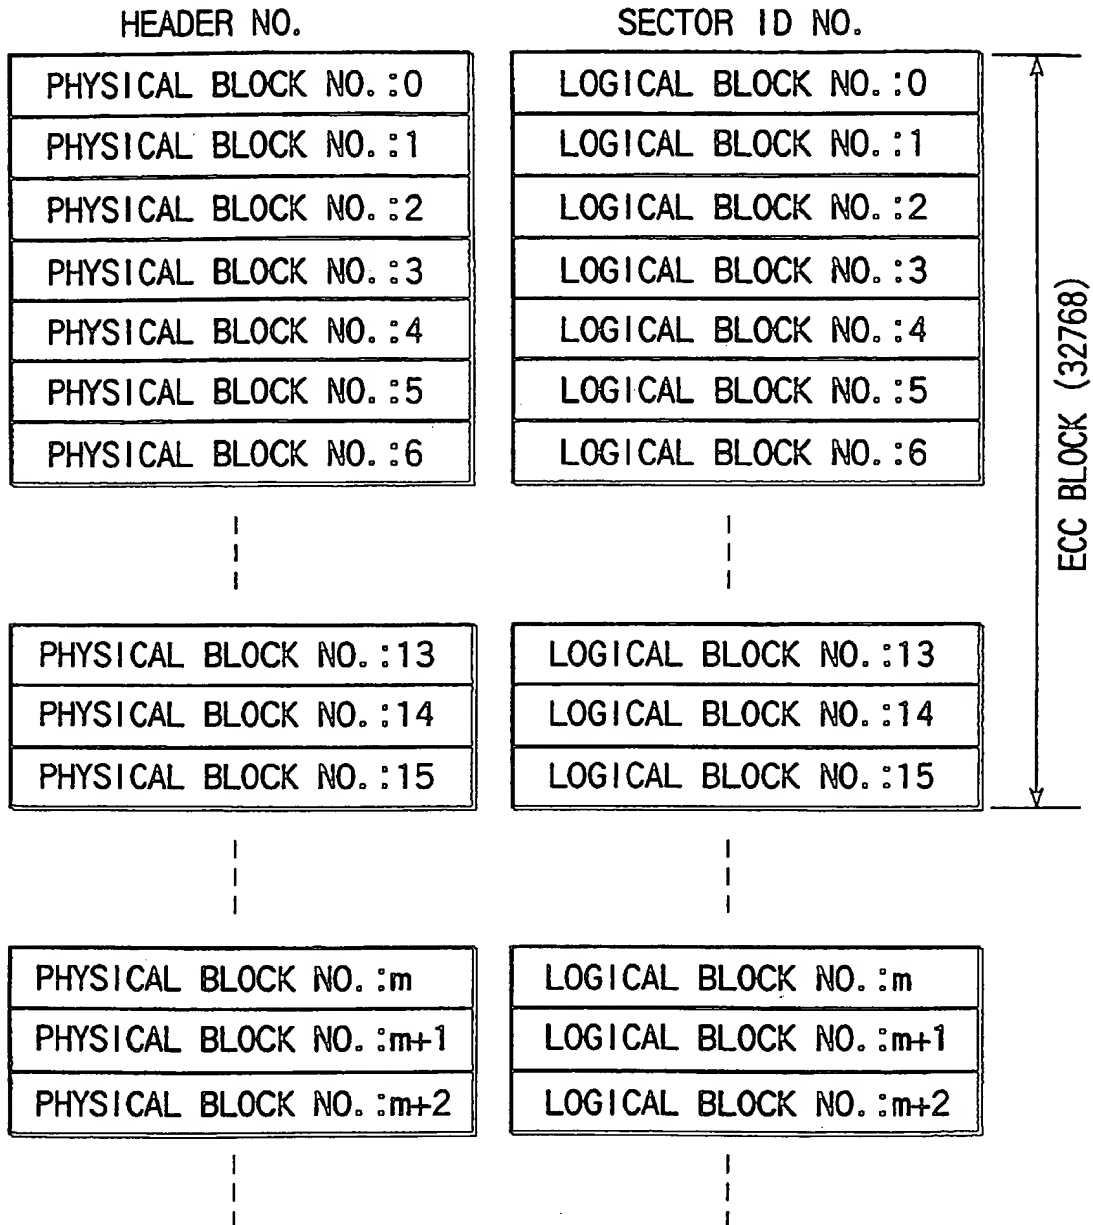 HEADER NO.
SECTOR ID NO.
PHYSICAL BLOCK NO.:0
LOGICAL BLOCK NO.:0
PHYSICAL BLOCK NO.:1
LOGICAL BLOCK NO.:1
PHYSICAL BLOCK NO.:2
LOGICAL BLOCK NO.:2
PHYSICAL BLOCK NO.:3
LOGICAL BLOCK NO.:3
PHYSICAL BLOCK NO.:4
LOGICAL BLOCK NO.:4
PHYSICAL BLOCK NO.:5
LOGICAL BLOCK NO.:5
PHYSICAL BLOCK NO.:6
LOGICAL BLOCK NO.:6
ECC BLOCK (32768)
PHYSICAL BLOCK NO.:13
LOGICAL BLOCK NO.:13
PHYSICAL BLOCK NO.:14
LOGICAL BLOCK NO.:14
PHYSICAL BLOCK NO.:15
LOGICAL BLOCK NO.:15
PHYSICAL BLOCK NO.:m
LOGICAL BLOCK NO.:m
PHYSICAL BLOCK NO.:m+1
LOGICAL BLOCK NO.:m+1
PHYSICAL BLOCK NO.:m+2
LOGICAL BLOCK NO.:m+2